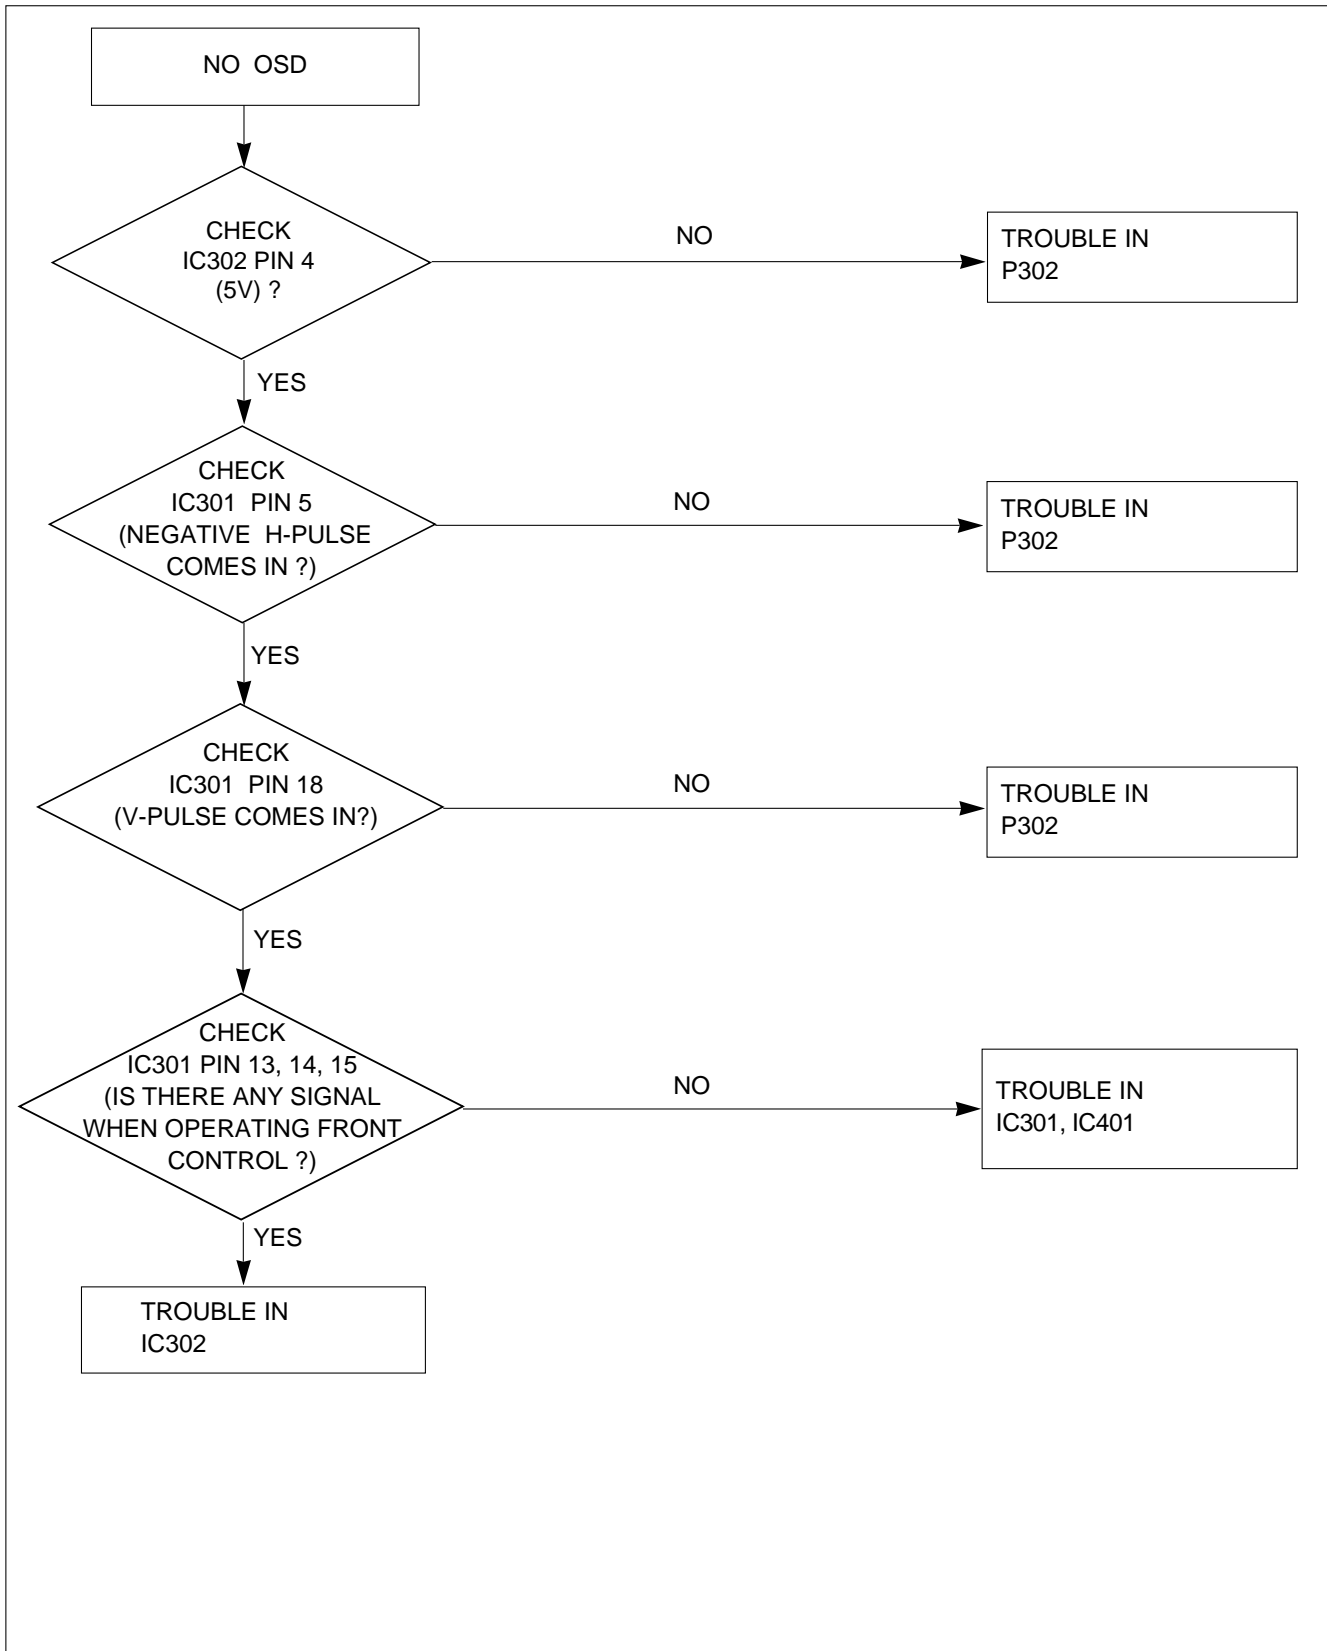 NO OSD
CHECK
IC302 PIN 4
(5V) ?
NO
TROUBLE IN
P302
YES
CHECK
IC301 PIN 5
(NEGATIVE H-PULSE
COMES IN ?)
NO
TROUBLE IN
P302
YES
CHECK
IC301 PIN 18
(V-PULSE COMES IN?)
NO
TROUBLE IN
P302
YES
CHECK
IC301 PIN 13, 14, 15
(IS THERE ANY SIGNAL
WHEN OPERATING FRONT
CONTROL ?)
NO
TROUBLE IN
IC301, IC401
YES
TROUBLE IN
IC302